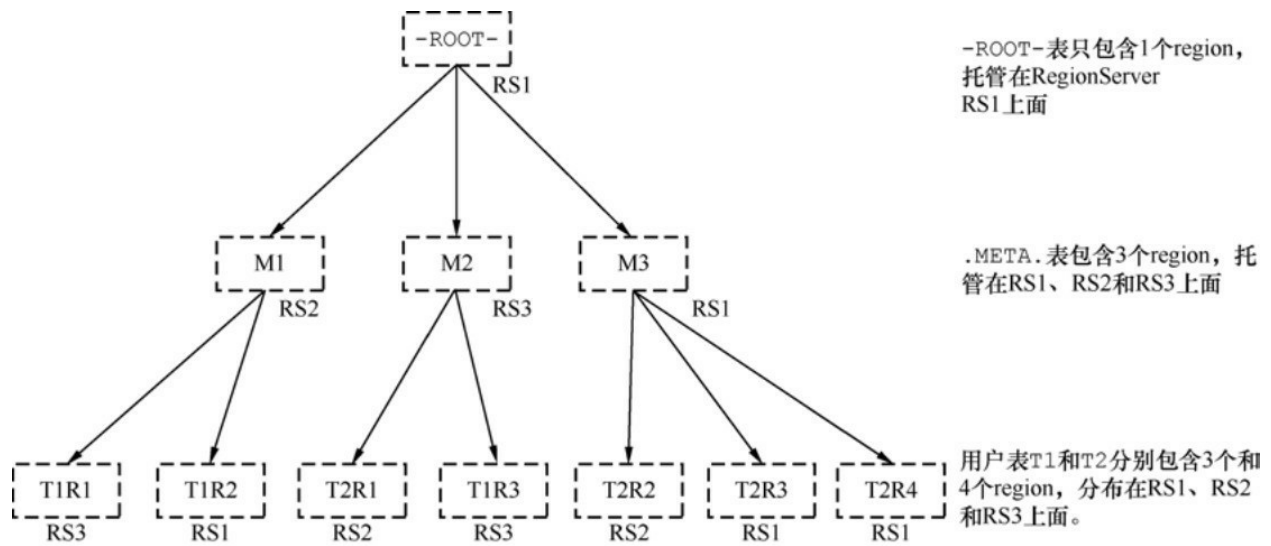 -ROOT-
RS1
-ROOT-表只包含1个region，
托管在RegionServer
RS1上面
M1
M2
M3
RS2
RS3
RS1
.META.表包含3个region，托
管在RS1、RS2和RS3上面
T1R1
T1R2
T2R1
T1R3
T2R2
T2R3
T2R4
RS3
RS1
RS2
RS3
RS2
RS1
RS1
用户表T1和T2分别包含3个和
4个region，分布在RS1、RS2
和RS3上面。